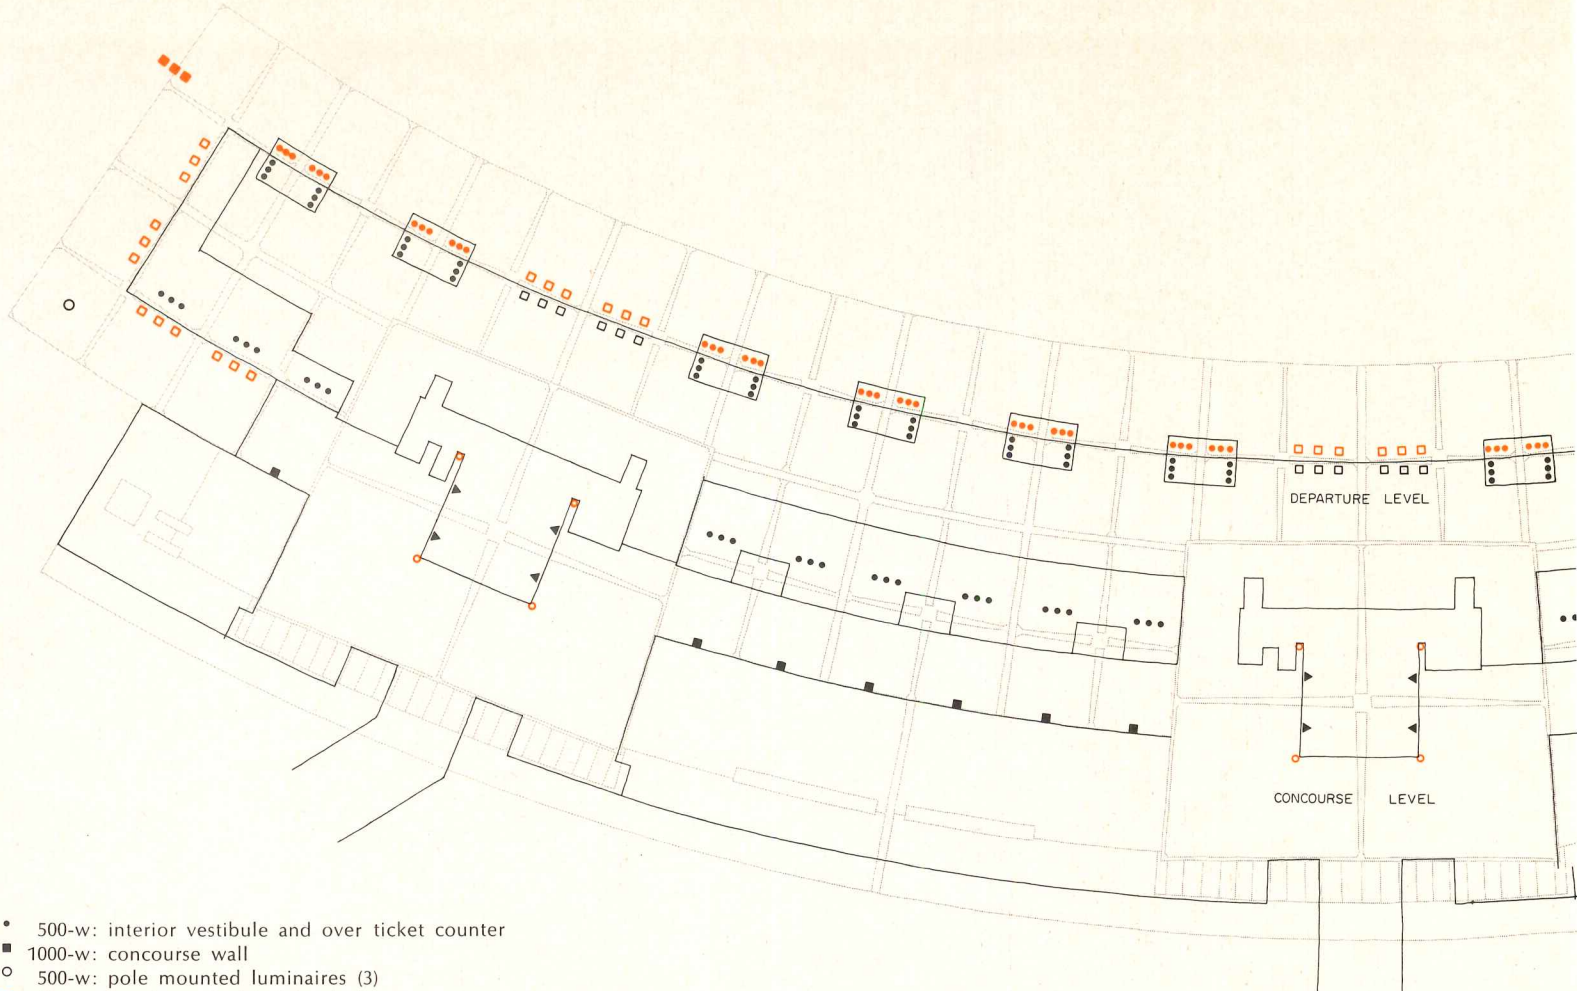 DEPARTURE LEVEL
CONCOURSE LEVEL
500-w: interior vestibule and over ticket counter
1000-w: concourse wall
500-w: pole mounted luminaires (3)